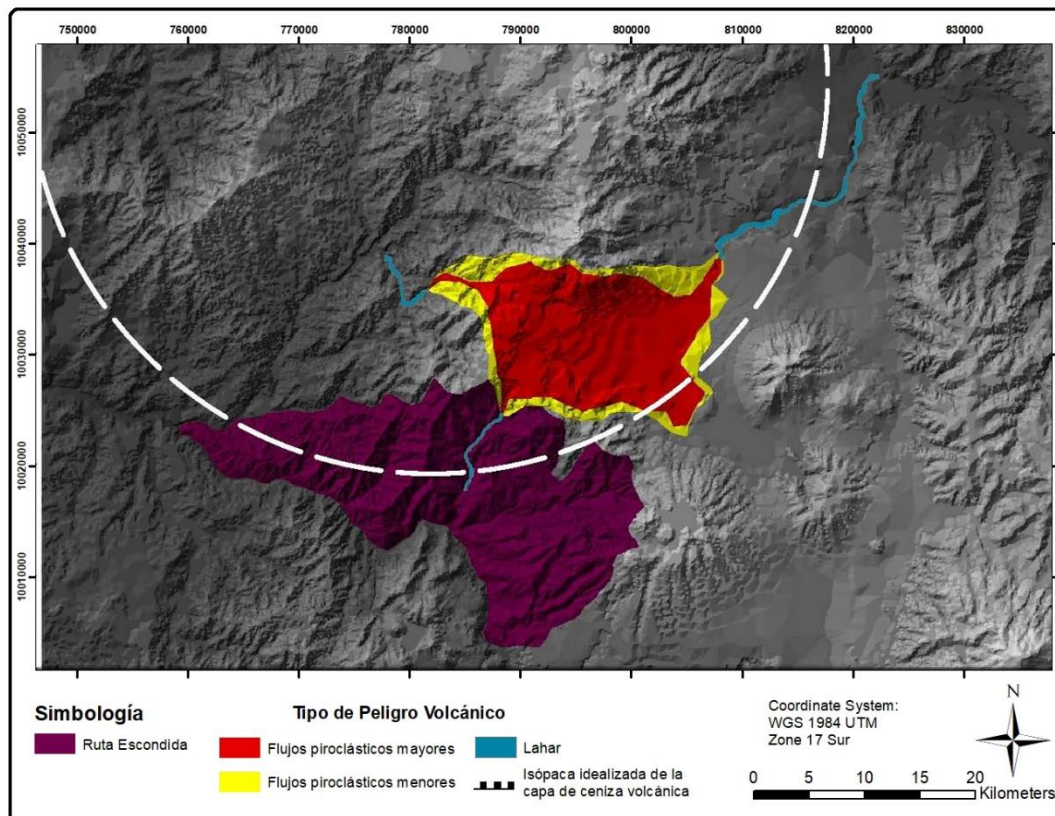 750000 760000 770000 780000 790000 800000 810000 820000 830000
10050000
10040000
10030000
10020000
10010000
Simbología
Ruta Escondida
Tipo de Peligro Volcánico
Flujos piroclásticos mayores
Flujos piroclásticos menores
Lahar
Isópaca idealizada de la
capa de ceniza volcánica
Coordinate System:
WGS 1984 UTM
Zone 17 Sur
N
0 5 10 15 20
Kilometers